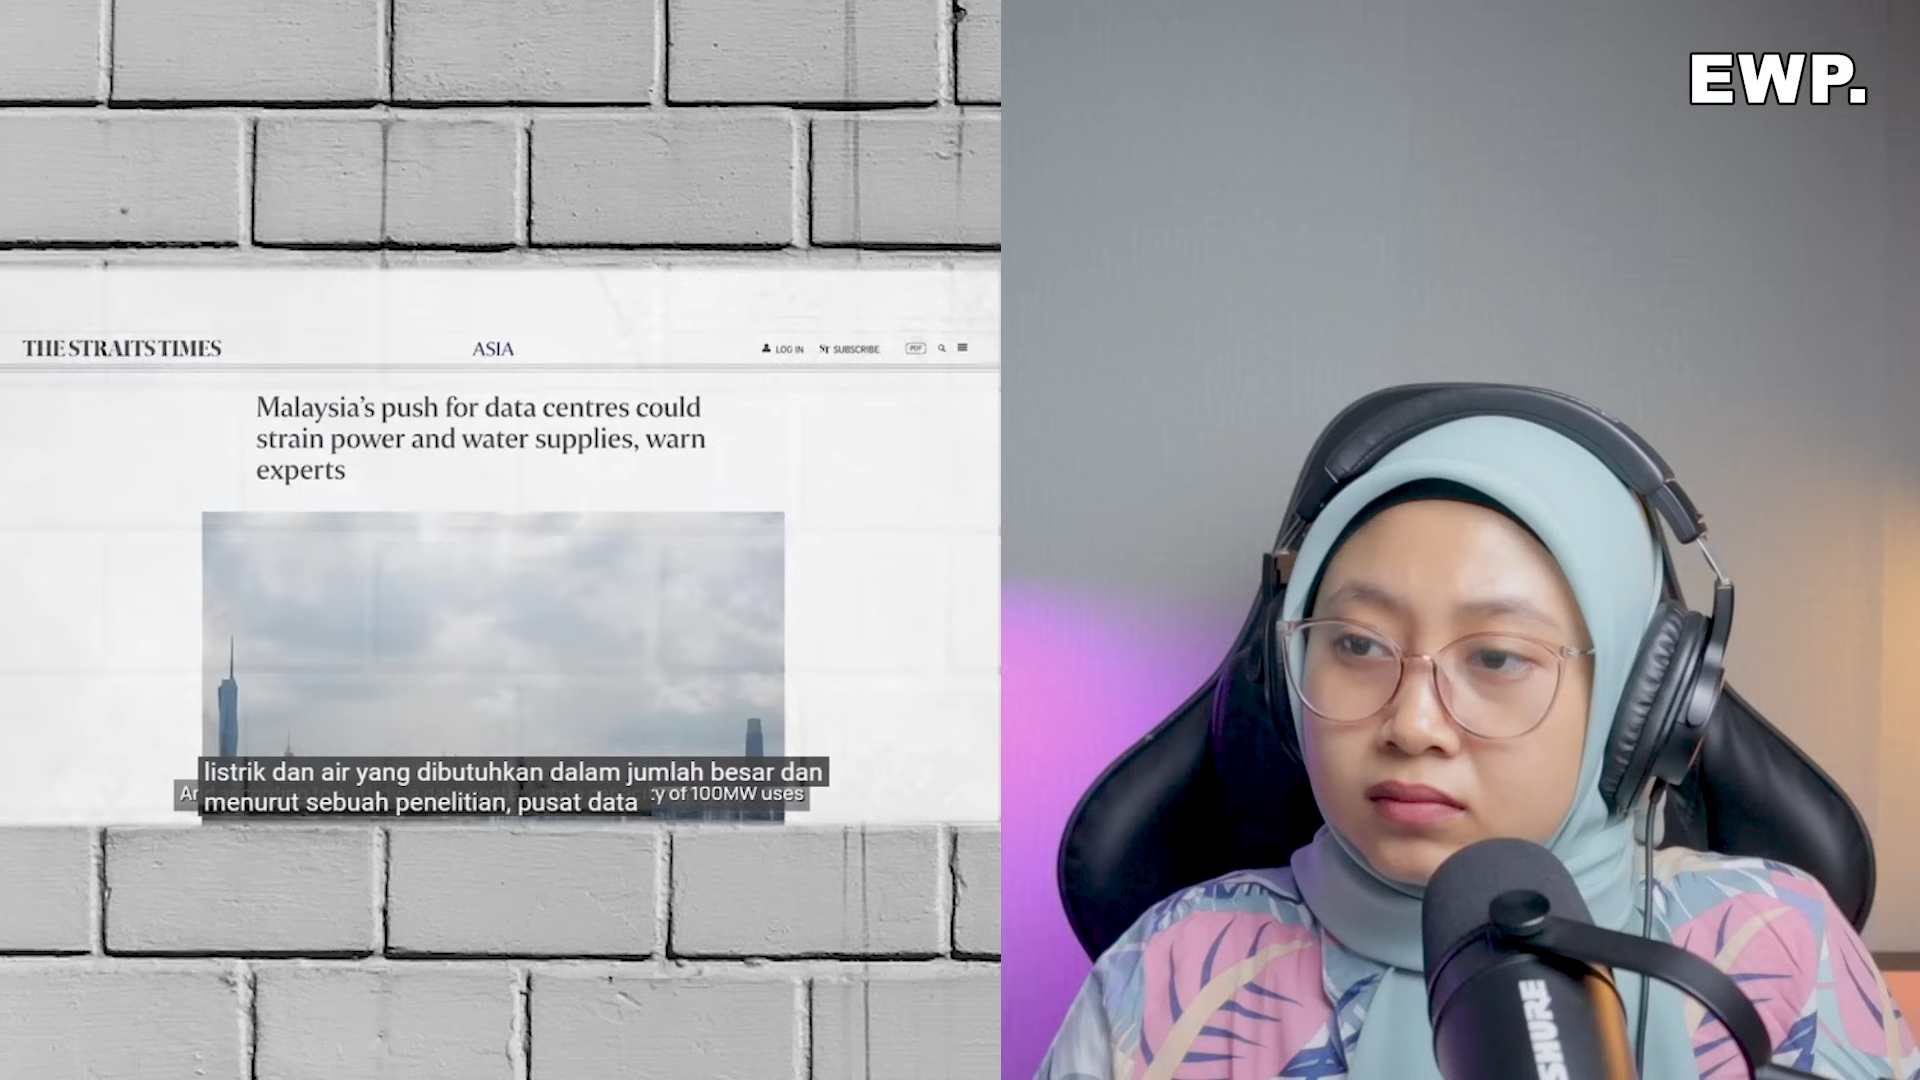 EWP.
THE STRAITS TIMES
ASIA
LOG IN
ST SUBSCRIBE
PDF
Malaysia's push for data centres could
strain power and water supplies, warn
experts
listrik dan air yang dibutuhkan dalam jumlah besar dan
menurut sebuah penelitian, pusat data
of 100MW uses
SHURE